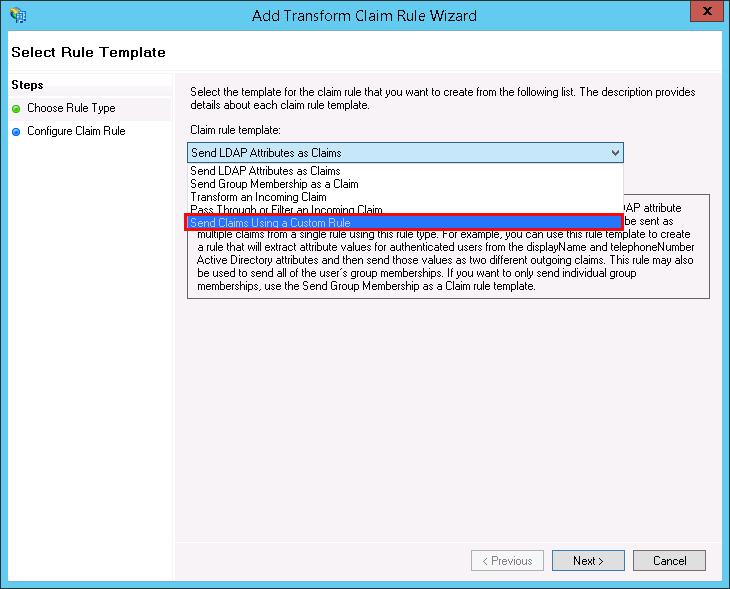 Add Transform Claim Rule Wizard
X
Select Rule Template
Steps
Choose Rule Type
Configure Claim Rule
Select the template for the claim rule that you want to create from the following list. The description provides
details about each claim rule template.
Claim rule template:
Send LDAP Attributes as Claims
Send LDAP Attributes as Claims
Send Group Membership as a Claim
Transform an Incoming Claim
Pass Through or Filter an Incoming Claim
Send Claims Using a Custom Rule
attribute
be sent as
multiple claims from a single rule using this rule type. For example, you can use this rule template to create
a rule that will extract attribute values for authenticated users from the displayName and telephoneNumber
Active Directory attributes and then send those values as two different outgoing claims. This rule may also
be used to send all of the user's group memberships. If you want to only send individual group
memberships, use the Send Group Membership as a Claim rule template.
< Previous
Next >
Cancel